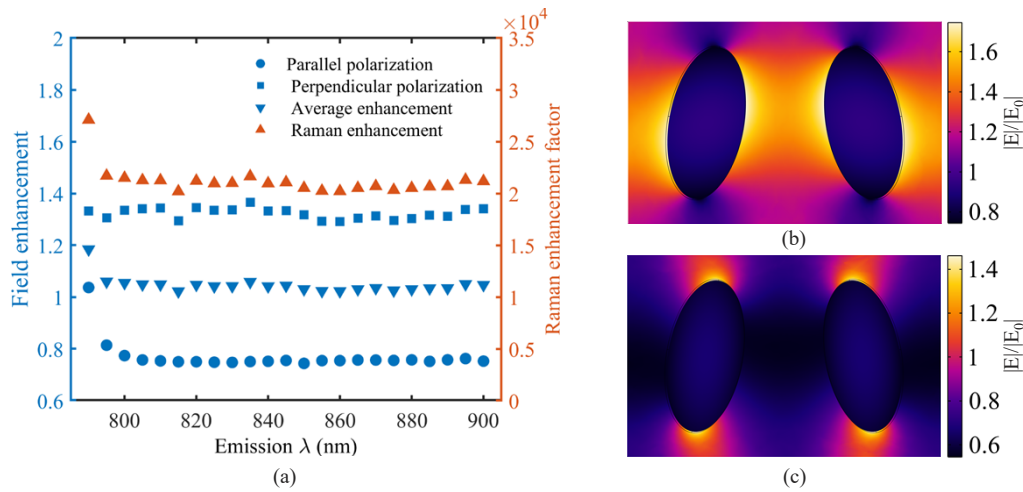 ×10⁴
2
1.8
1.6
1.4
1.2
1
0.8
0.6
Field enhancement
Parallel polarization
Perpendicular polarization
Average enhancement
Raman enhancement
3.5
3
2.5
2
1.5
1
0.5
0
Raman enhancement factor
800
820
840
860
880
900
Emission λ (nm)
(a)
1.6
1.4
1.2
1
0.8
|E|/|E₀|
(b)
1.4
1.2
1
0.8
0.6
|E|/|E₀|
(c)